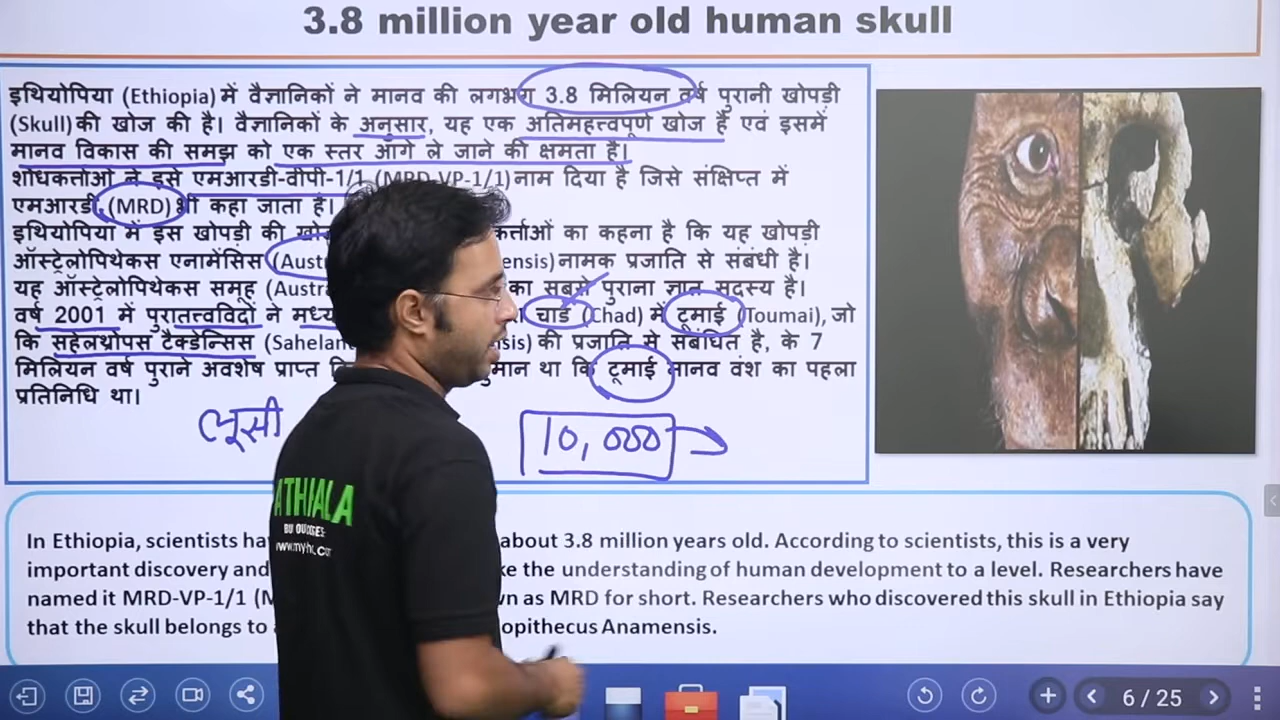 3.8 million year old human skull
इथियोपिया (Ethiopia) में वैज्ञानिकों ने मानव की लगभग 3.8 मिलियन वर्ष पुरानी खोपड़ी
(Skull) की खोज की है। वैज्ञानिकों के अनुसार, यह एक अतिमहत्त्वपूर्ण खोज है एवं इसमें
मानव विकास की समझ को एक स्तर आगे ले जाने की क्षमता है।
शोधकर्त्ताओं ने इसे एमआरडी-वीपी-1/1 (MRD-VP-1/1) नाम दिया है जिसे संक्षिप्त में
एमआरडी (MRD) भी कहा जाता है।
इथियोपिया में इस खोपड़ी की कर्त्ताओं का कहना है कि यह खोपड़ी
ऑस्ट्रेलोपिथेकस एनामेंसिस (Aust ensis) नामक प्रजाति से संबंधी है।
यह ऑस्ट्रेलोपिथेकस समूह (Austra का सबसे पुराना ज्ञात सदस्य है।
वर्ष 2001 में पुरातत्त्वविदों ने मध्य चाड (Chad) में टूमाई (Toumai), जो
कि सहेलथ्रोपस टैक्डेन्सिस (Sahelan nsis) की प्रजाति से संबंधित है, के 7
मिलियन वर्ष पुराने अवशेष प्राप्त नुमान था कि टूमाई मानव वंश का पहला
प्रतिनिधि था।
लूसी 10,000
ATHIALA
www.my
In Ethiopia, scientists ha about 3.8 million years old. According to scientists, this is a very
important discovery and ke the understanding of human development to a level. Researchers have
named it MRD-VP-1/1 (M wn as MRD for short. Researchers who discovered this skull in Ethiopia say
that the skull belongs to opithecus Anamensis.
6 / 25